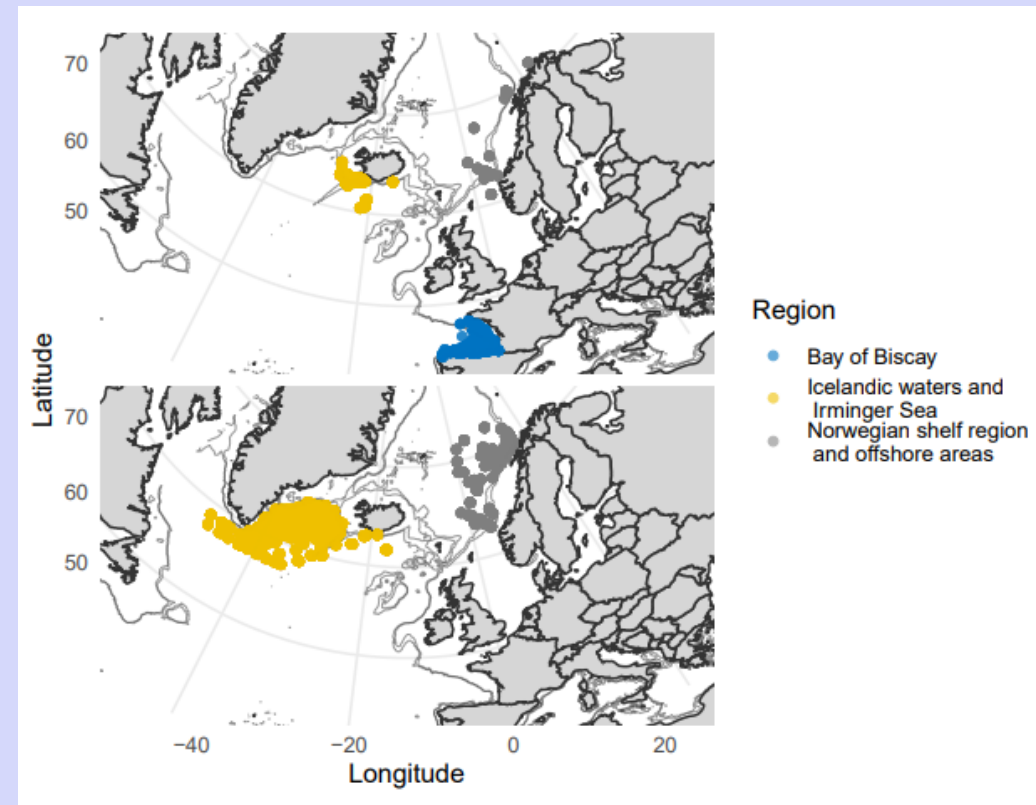 70
60
50
70
60
50
Latitude
−40 −20 0 20
Longitude
Region
Bay of Biscay
Icelandic waters and
Irminger Sea
Norwegian shelf region
and offshore areas